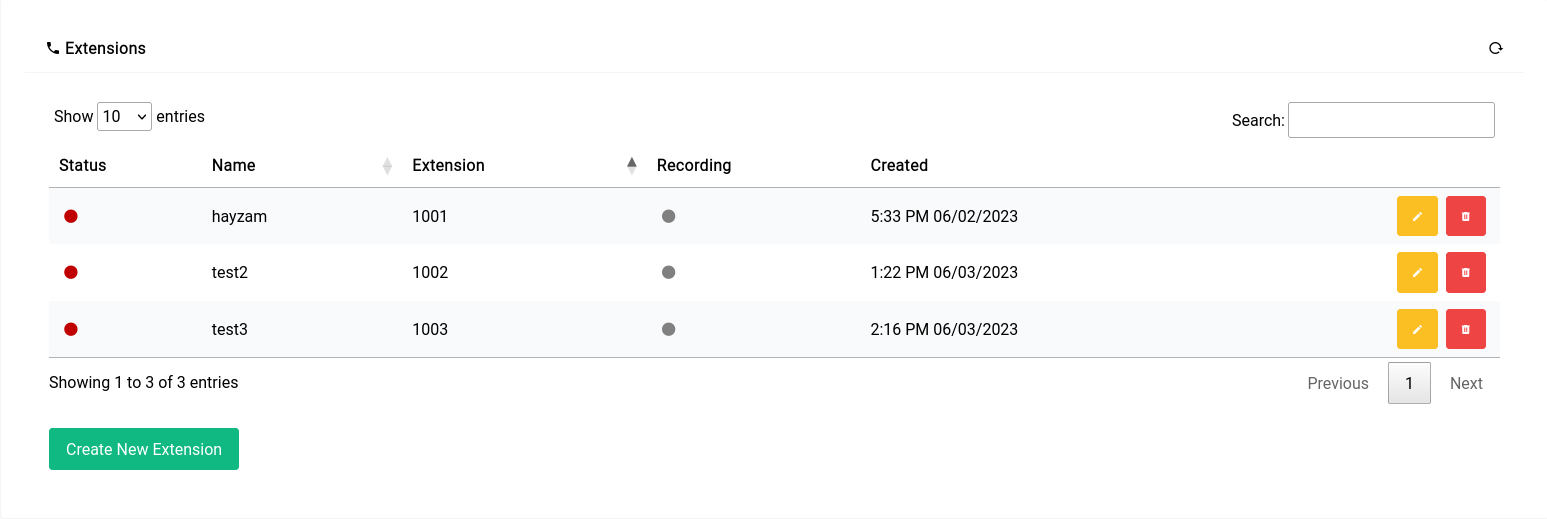 Extensions
Show 10 entries
Search:
Status Name Extension Recording Created
hayzam 1001 5:33 PM 06/02/2023
test2 1002 1:22 PM 06/03/2023
test3 1003 2:16 PM 06/03/2023
Showing 1 to 3 of 3 entries
Previous 1 Next
Create New Extension